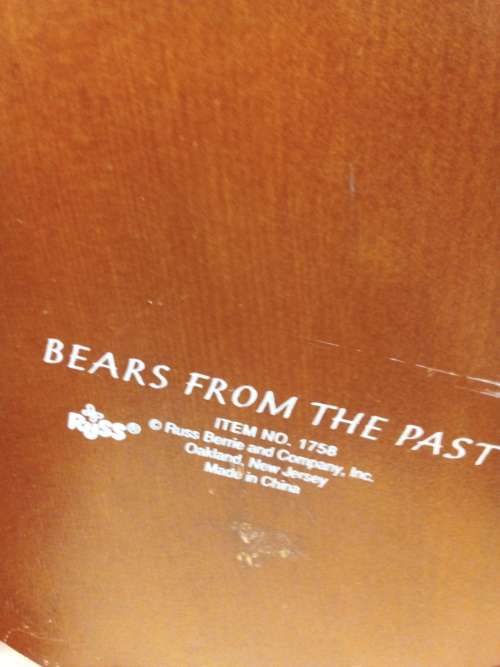 BEARS FROM THE PAST
ITEM NO. 1758
Russ® © Russ Berrie and Company, Inc.
Oakland, New Jersey
Made in China